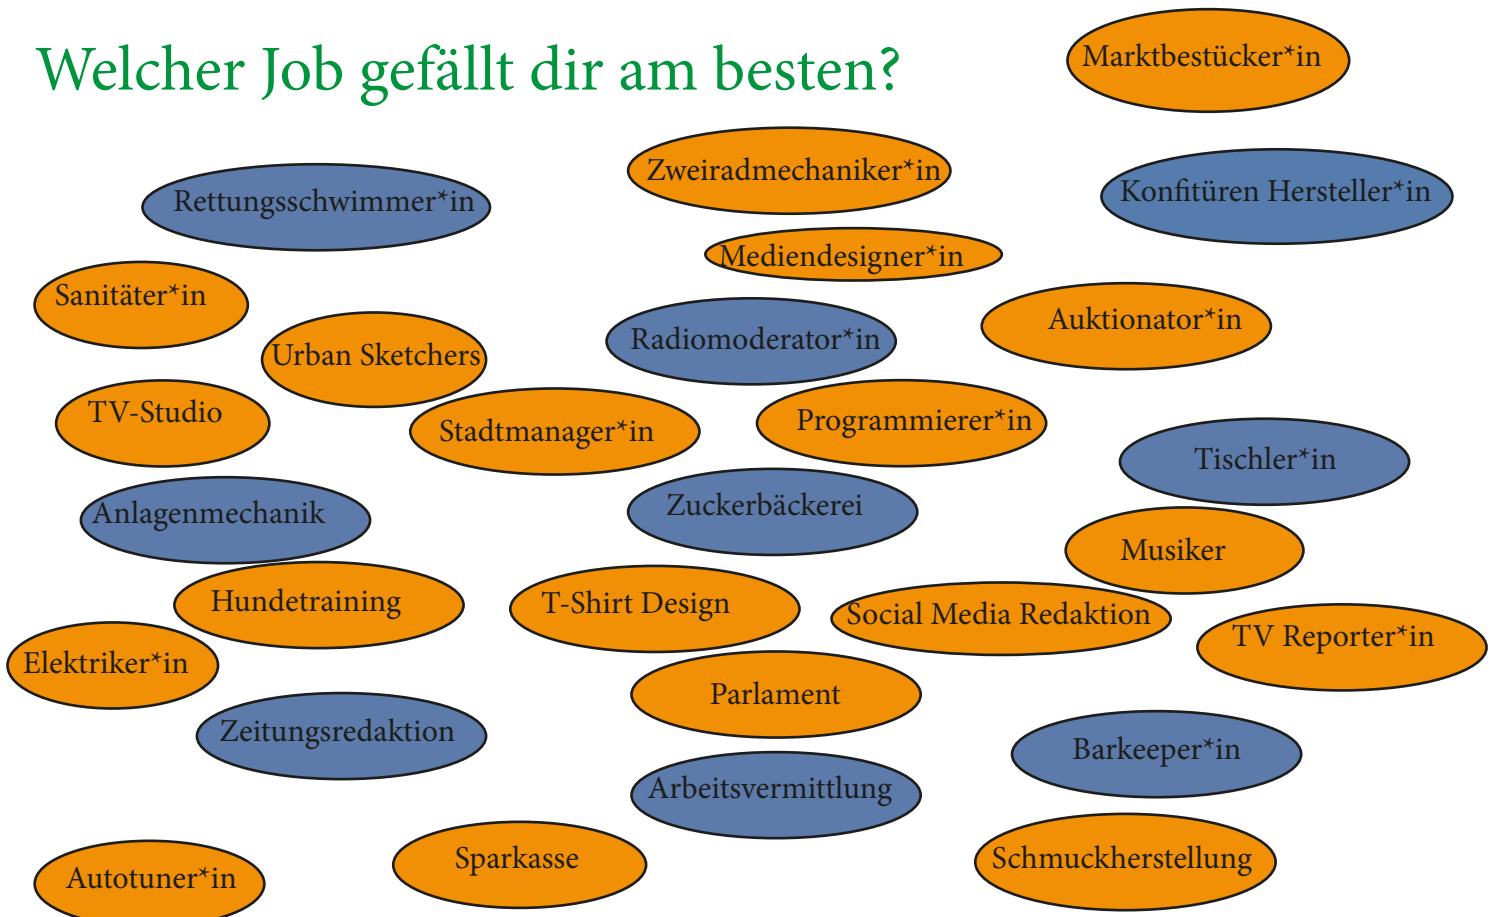 Welcher Job gefällt dir am besten?
Marktbestücker*in
Zweiradmechaniker*in
Rettungsschwimmer*in
Konfitüren Hersteller*in
Mediendesigner*in
Sanitäter*in
Auktionator*in
Radiomoderator*in
Urban Sketchers
TV-Studio
Stadtmanager*in
Programmierer*in
Tischler*in
Anlagenmechanik
Zuckerbäckerei
Musiker
Hundetraining
T-Shirt Design
Social Media Redaktion
TV Reporter*in
Elektriker*in
Parlament
Zeitungsredaktion
Barkeeper*in
Arbeitsvermittlung
Sparkasse
Schmuckherstellung
Autotuner*in